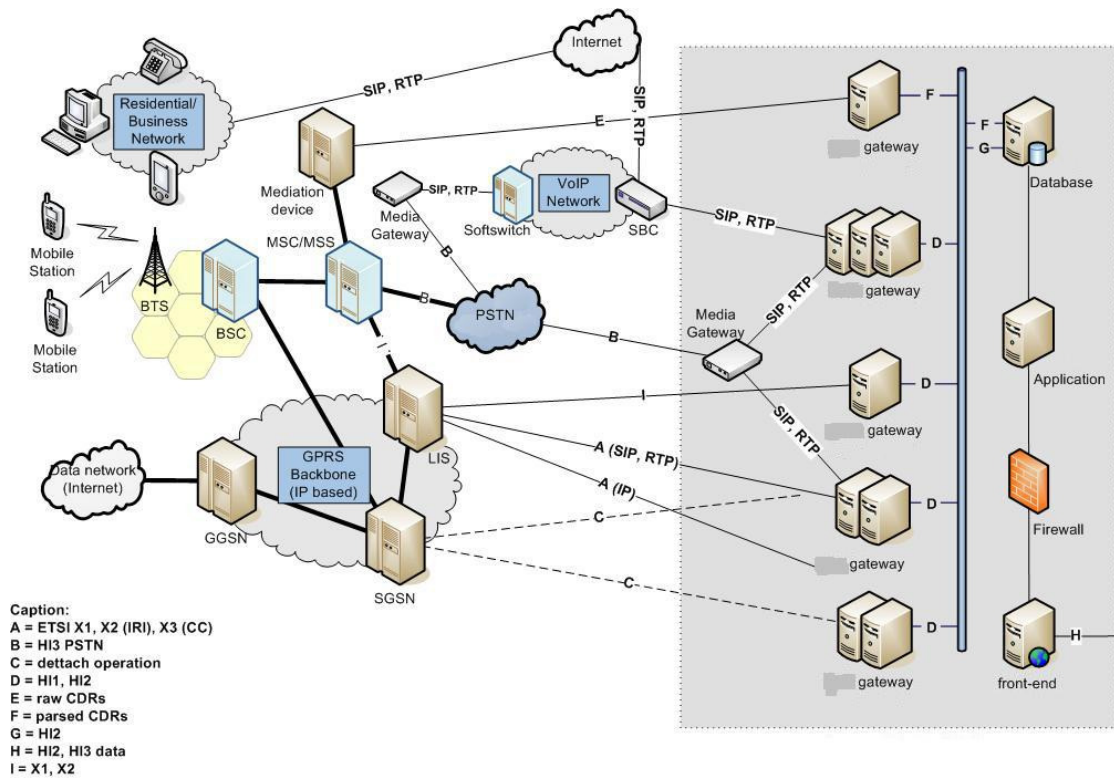 Internet
SIP, RTP
Residential/
Business
Network
SIP, RTP
E
F
gateway
F
G
Database
Mediation
device
SIP, RTP
Media
Gateway
Softswitch
VoIP
Network
SBC
SIP, RTP
D
gateway
Mobile
Station
MSC/MSS
B
BTS
BSC
B
PSTN
B
Media
Gateway
SIP, RTP
Mobile
Station
I
Application
LIS
I
D
gateway
SIP, RTP
Data network
(Internet)
GPRS
Backbone
(IP based)
A (SIP, RTP)
A (IP)
C
D
gateway
Firewall
GGSN
SGSN
C
D
gateway
front-end
H
Caption:
A = ETSI X1, X2 (IRI), X3 (CC)
B = HI3 PSTN
C = dettach operation
D = HI1, HI2
E = raw CDRs
F = parsed CDRs
G = HI2
H = HI2, HI3 data
I = X1, X2